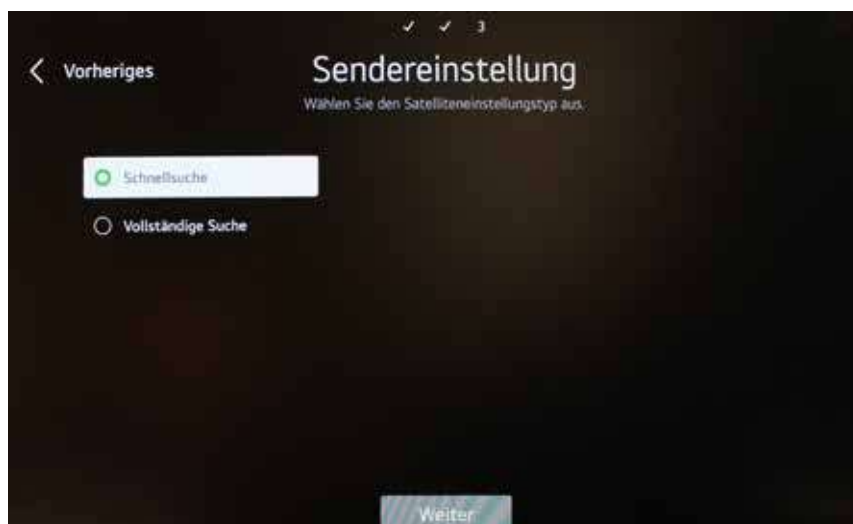 ✓ ✓ 3
Vorheriges
Sendereinstellung
Wählen Sie den Satelliteneinstellungstyp aus.
Schnellsuche
Vollständige Suche
Weiter